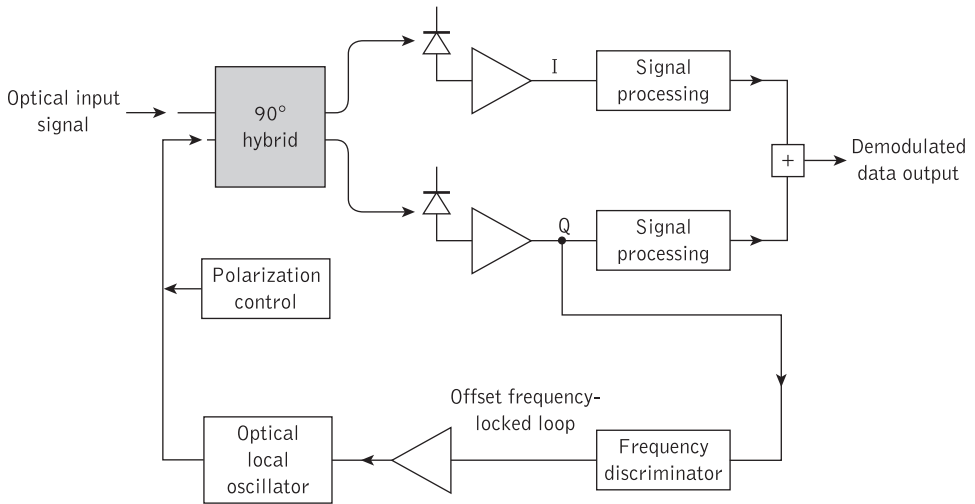 Optical input
signal
90°
hybrid
I
Signal
processing
+
Demodulated
data output
Q
Signal
processing
Polarization
control
Offset frequency-
locked loop
Optical
local
oscillator
Frequency
discriminator